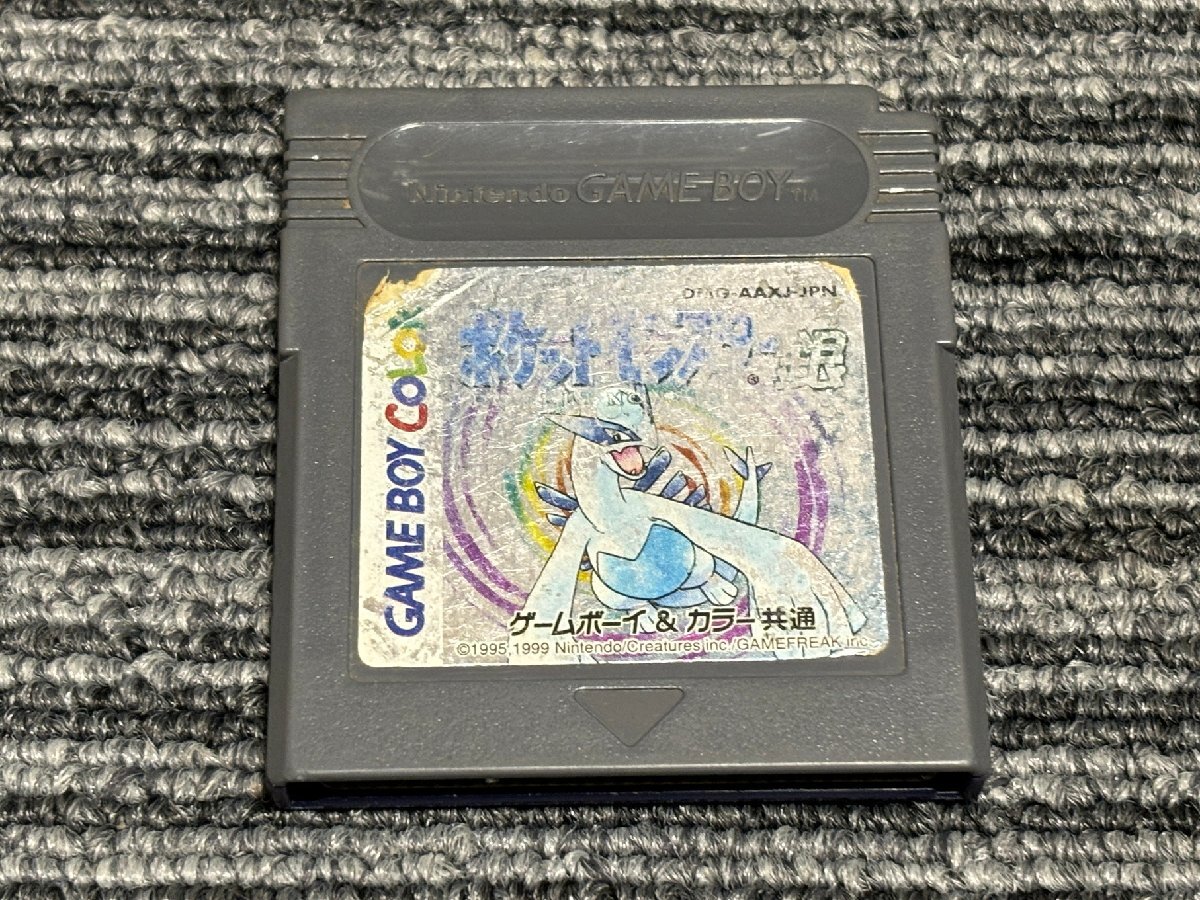 Nintendo GAME BOY TM
DMG-AAXJ-JPN
ポケットモンスター 銀
GAME BOY COLOR
ゲームボーイ & カラー 共通
©1995,1999 Nintendo/Creatures inc./GAMEFREAK inc.